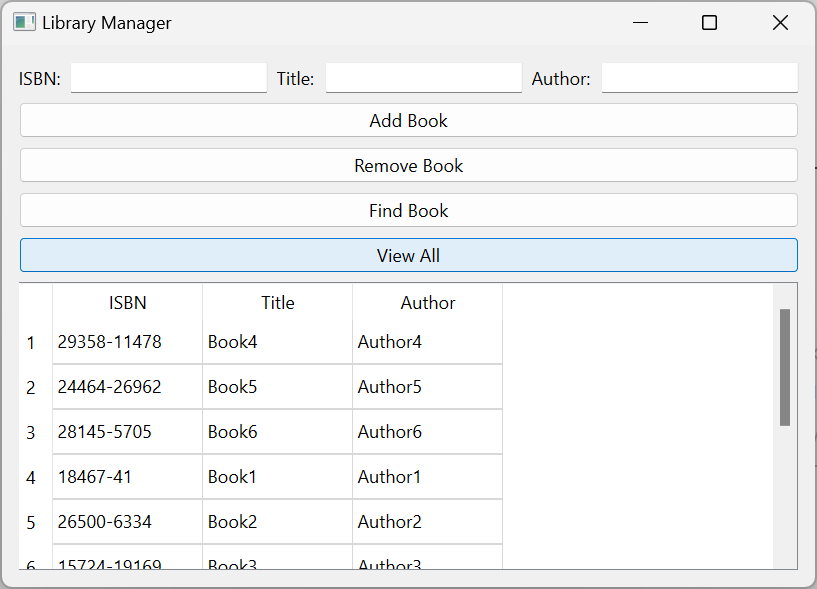 Library Manager
ISBN: Title: Author:
Add Book
Remove Book
Find Book
View All
ISBN Title Author
1 29358-11478 Book4 Author4
2 24464-26962 Book5 Author5
3 28145-5705 Book6 Author6
4 18467-41 Book1 Author1
5 26500-6334 Book2 Author2
6 15724-19169 Book3 Author3